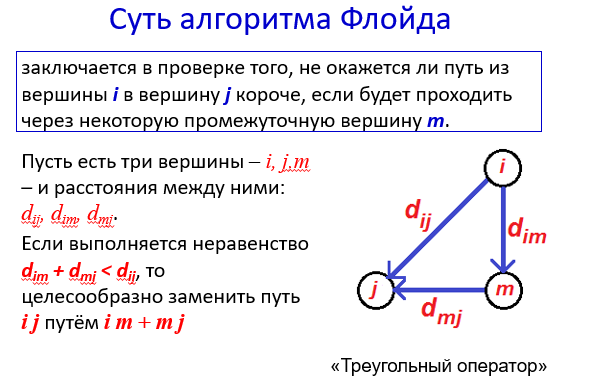 Суть алгоритма Флойда
заключается в проверке того, не окажется ли путь из
вершины i в вершину j короче, если будет проходить
через некоторую промежуточную вершину m.
Пусть есть три вершины – i, j.m
– и расстояния между ними:
dij, dim, dmj.
Если выполняется неравенство
dim + dmj < dij, то
целесообразно заменить путь
i j путём i m + m j
i
dij
dim
j
m
dmj
«Треугольный оператор»